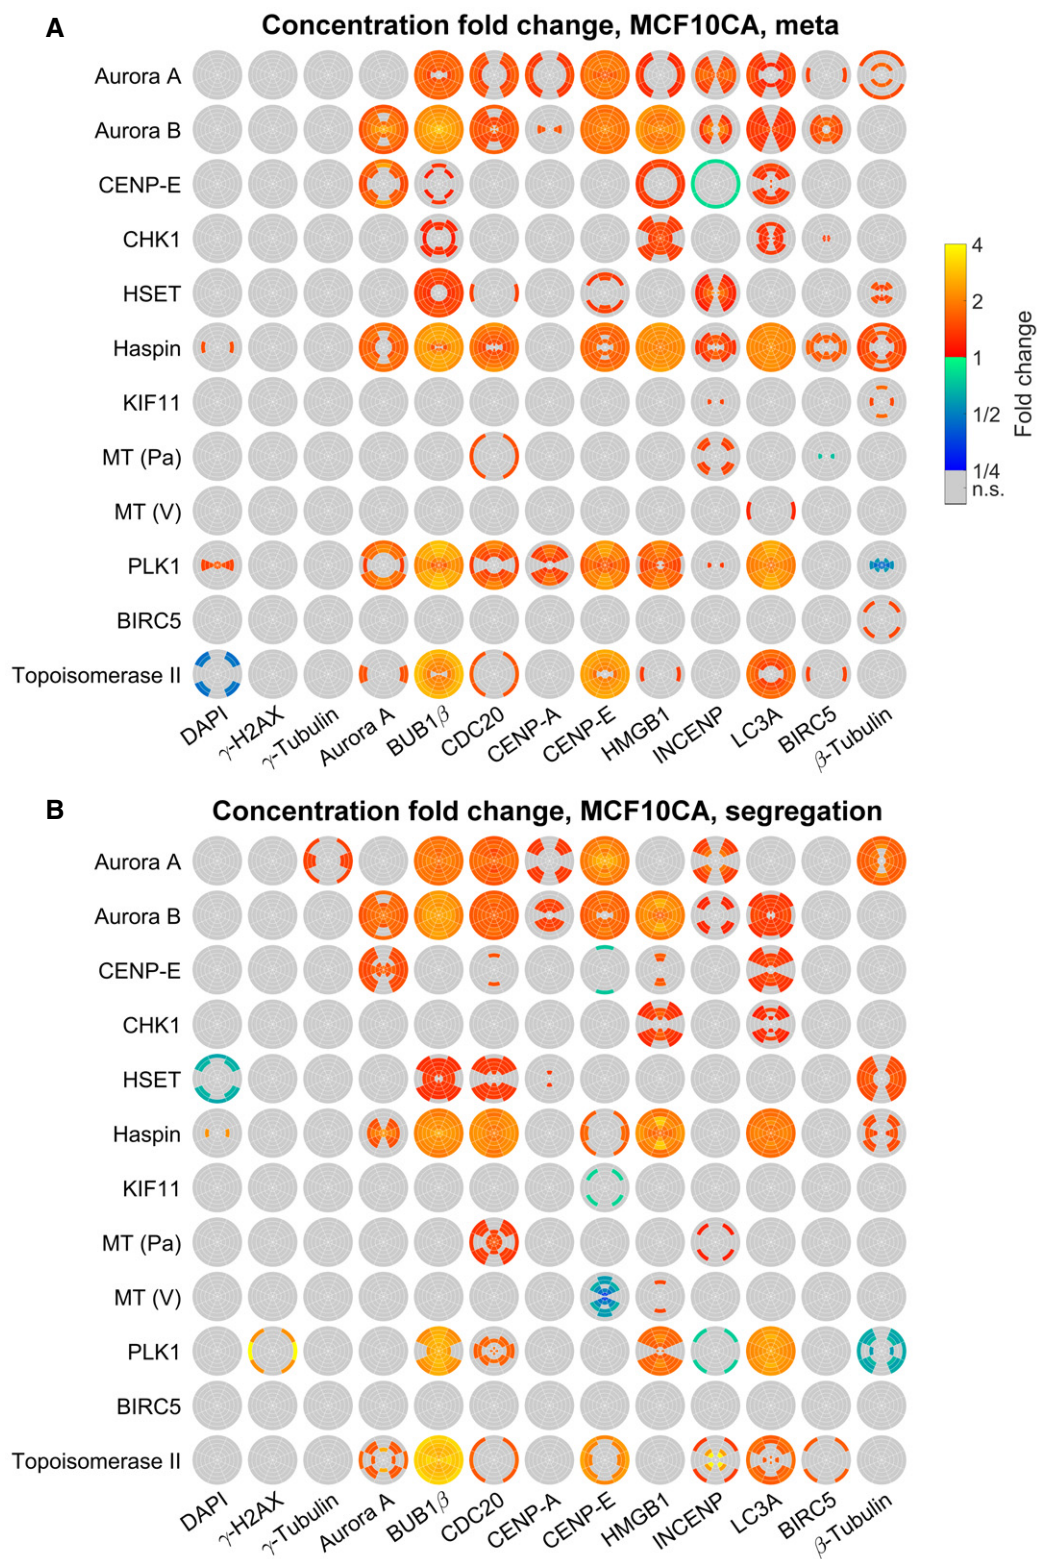 A
Concentration fold change, MCF10CA, meta
Aurora A
Aurora B
CENP-E
CHK1
HSET
Haspin
KIF11
MT (Pa)
MT (V)
PLK1
BIRC5
Topoisomerase II
DAPI
γ-H2AX
γ-Tubulin
Aurora A
BUB1β
CDC20
CENP-A
CENP-E
HMGB1
INCENP
LC3A
BIRC5
β-Tubulin
4
2
1
1/2
1/4
n.s.
Fold change
B
Concentration fold change, MCF10CA, segregation
Aurora A
Aurora B
CENP-E
CHK1
HSET
Haspin
KIF11
MT (Pa)
MT (V)
PLK1
BIRC5
Topoisomerase II
DAPI
γ-H2AX
γ-Tubulin
Aurora A
BUB1β
CDC20
CENP-A
CENP-E
HMGB1
INCENP
LC3A
BIRC5
β-Tubulin